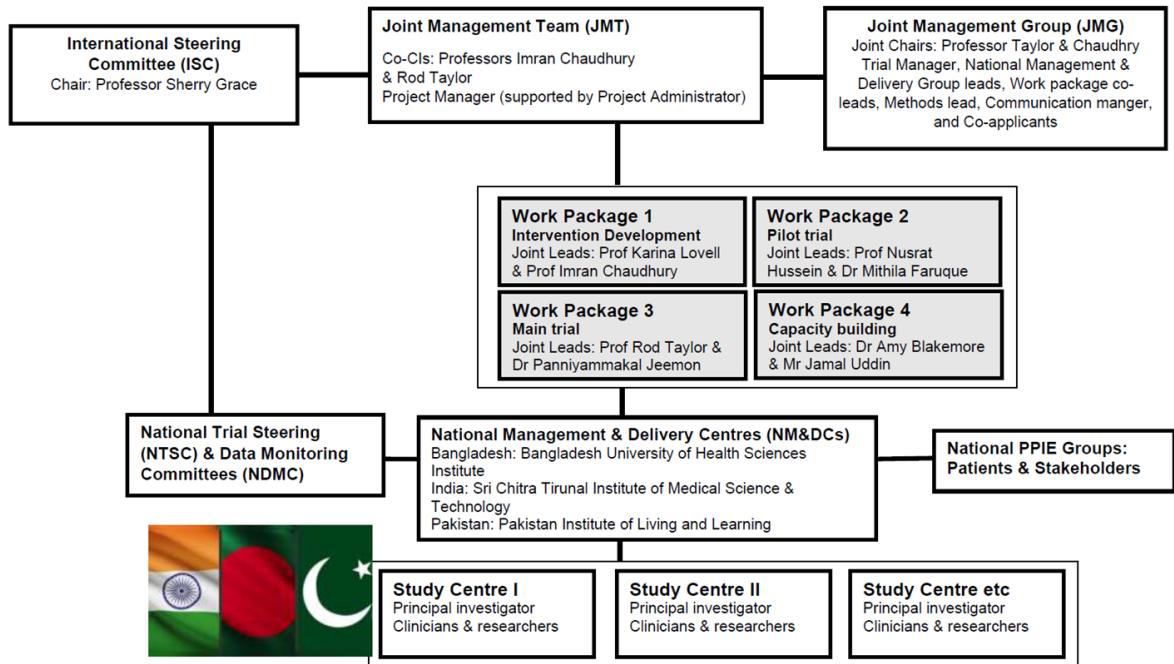 International Steering
Committee (ISC)
Chair: Professor Sherry Grace
Joint Management Team (JMT)
Co-CIs: Professors Imran Chaudhury
& Rod Taylor
Project Manager (supported by Project Administrator)
Joint Management Group (JMG)
Joint Chairs: Professor Taylor & Chaudhry
Trial Manager, National Management &
Delivery Group leads, Work package co-
leads, Methods lead, Communication manger,
and Co-applicants
Work Package 1
Intervention Development
Joint Leads: Prof Karina Lovell
& Prof Imran Chaudhury
Work Package 2
Pilot trial
Joint Leads: Prof Nusrat
Hussein & Dr Mithila Faruque
Work Package 3
Main trial
Joint Leads: Prof Rod Taylor &
Dr Panniyammakal Jeemon
Work Package 4
Capacity building
Joint Leads: Dr Amy Blakemore
& Mr Jamal Uddin
National Trial Steering
(NTSC) & Data Monitoring
Committees (NDMC)
National Management & Delivery Centres (NM&DCs)
Bangladesh: Bangladesh University of Health Sciences
Institute
India: Sri Chitra Tirunal Institute of Medical Science &
Technology
Pakistan: Pakistan Institute of Living and Learning
National PPIE Groups:
Patients & Stakeholders
Study Centre I
Principal investigator
Clinicians & researchers
Study Centre II
Principal investigator
Clinicians & researchers
Study Centre etc
Principal investigator
Clinicians & researchers